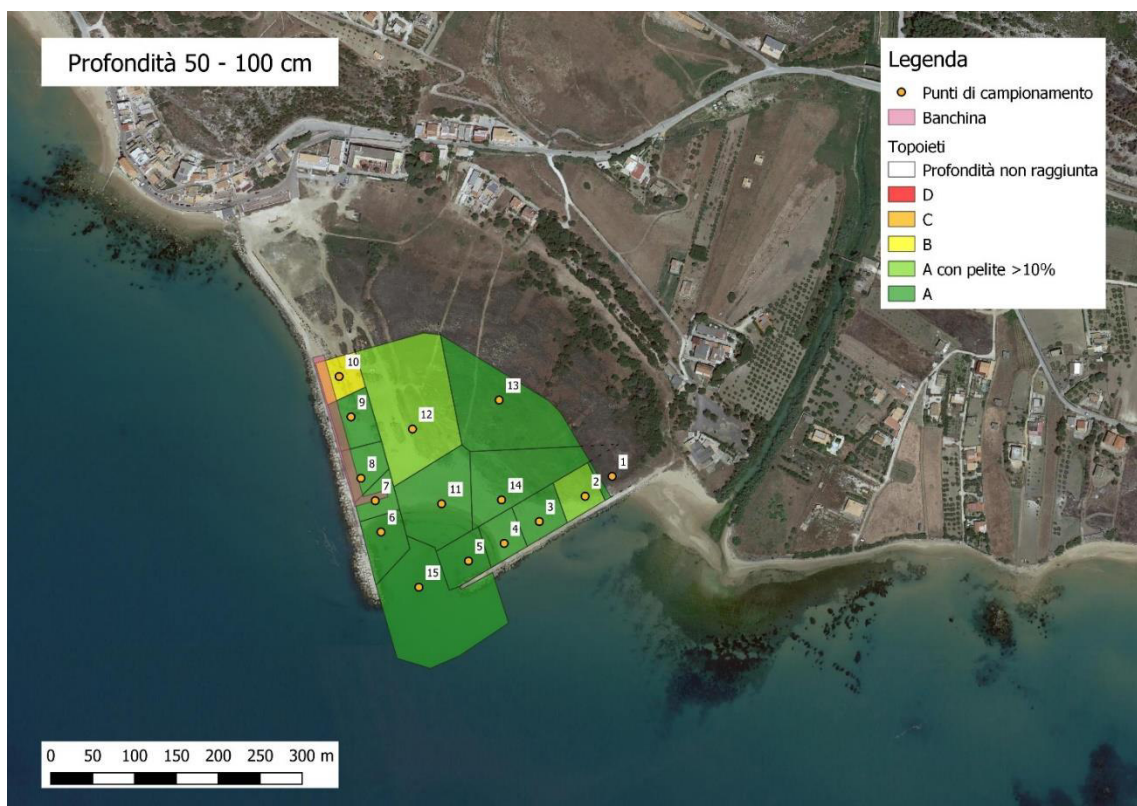 Profondità 50 - 100 cm
Legenda
Punti di campionamento
Banchina
Topoieti
Profondità non raggiunta
D
C
B
A con pelite >10%
A
10
9
12
13
8
7
6
11
14
1
2
3
4
5
15
0 50 100 150 200 250 300 m